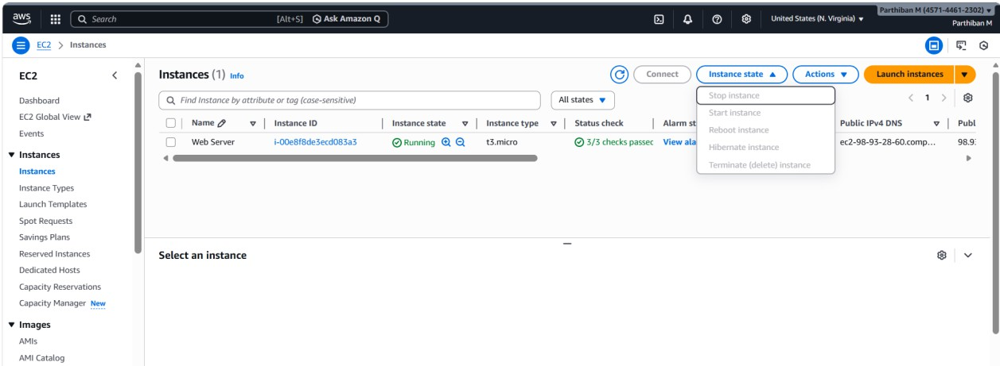 aws Search [Alt+S] Ask Amazon Q United States (N. Virginia) Parthiban M (4571-4461-2302)
Parthiban M
EC2 > Instances
EC2
Dashboard
EC2 Global View
Events
Instances
Instances
Instance Types
Launch Templates
Spot Requests
Savings Plans
Reserved Instances
Dedicated Hosts
Capacity Reservations
Capacity Manager New
Images
AMIs
AMI Catalog
Instances (1) Info Connect Instance state Actions Launch instances
Find Instance by attribute or tag (case-sensitive) All states 1
Stop instance
Start instance
Reboot instance
Hibernate instance
Terminate (delete) instance
Name Instance ID Instance state Instance type Status check Alarm st Public IPv4 DNS Publ
Web Server i-00e8f8de3ecd083a3 Running t3.micro 3/3 checks passec View ala ec2-98-93-28-60.comp... 98.93
Select an instance